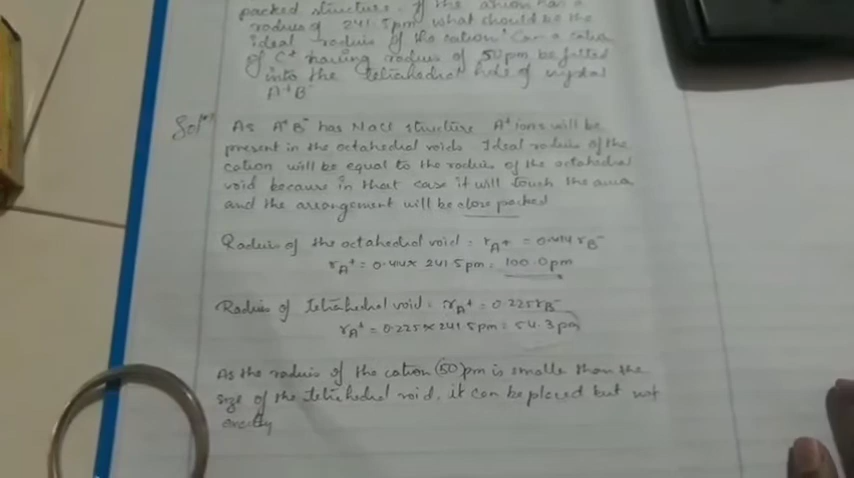 packed structure. If the anion has a
radius of 241.5pm what should be the
ideal radius of the cation? Can a cation
of C+ having radius of 50pm be fitted
into the tetrahedral hole of crystal
A+B-
Soln: As A+B- has NaCl structure A+ ions will be
present in the octahedral voids. Ideal radius of the
cation will be equal to the radius of the octahedral
void because in that case it will touch the
and the arrangement will be close packed
Radius of the octahedral void = rA+ = 0.414 rB-
rA+ = 0.414 x 241.5pm = 100.0pm
Radius of tetrahedral void = rA+ = 0.225rB-
rA+ = 0.225 x 241.5pm = 54.3pm
As the radius of the cation (50)pm is smaller than the
size of the tetrahedral void, it can be placed but not